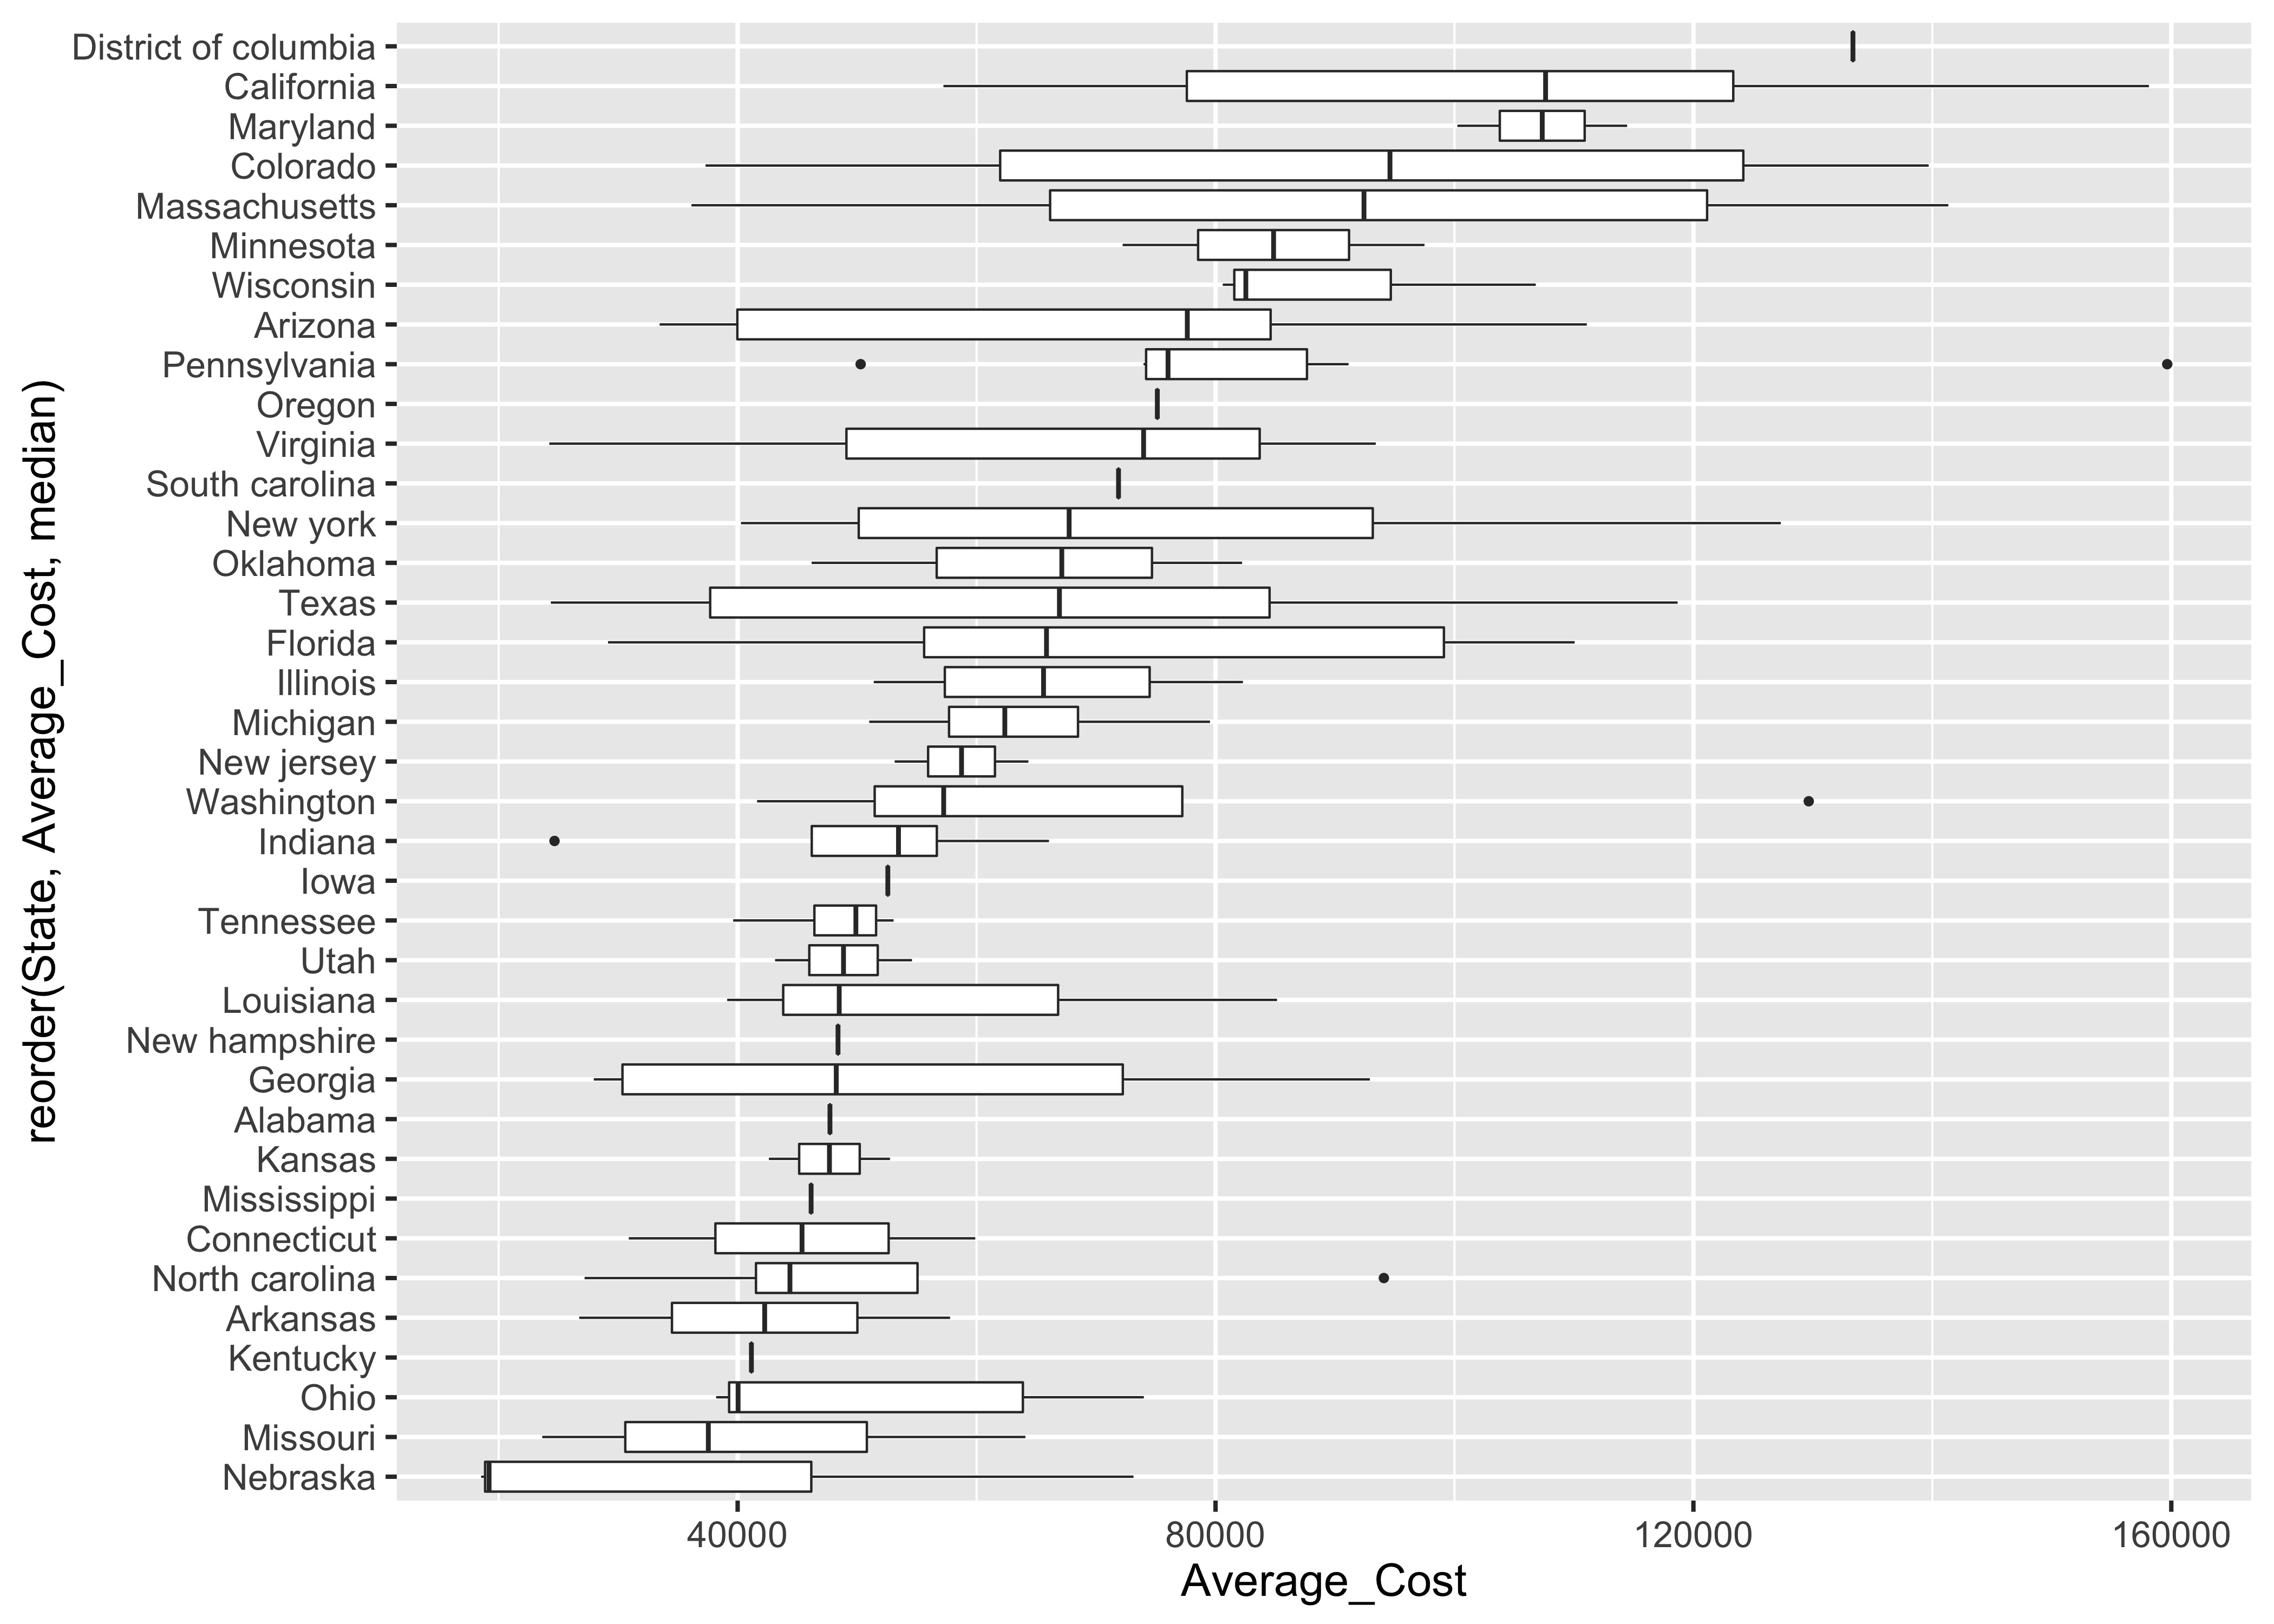 reorder(State, Average_Cost, median)
District of columbia
California
Maryland
Colorado
Massachusetts
Minnesota
Wisconsin
Arizona
Pennsylvania
Oregon
Virginia
South carolina
New york
Oklahoma
Texas
Florida
Illinois
Michigan
New jersey
Washington
Indiana
Iowa
Tennessee
Utah
Louisiana
New hampshire
Georgia
Alabama
Kansas
Mississippi
Connecticut
North carolina
Arkansas
Kentucky
Ohio
Missouri
Nebraska
40000 80000 120000 160000
Average_Cost